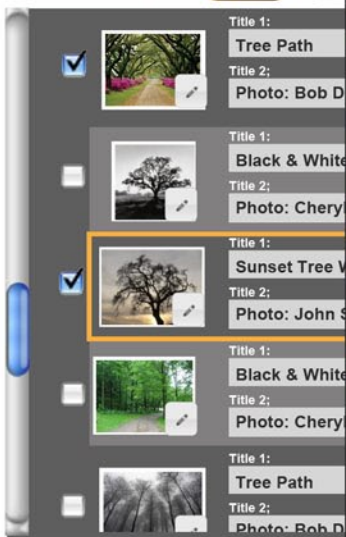 Title 1:
Tree Path
Title 2;
Photo: Bob D
Title 1:
Black & White
Title 2;
Photo: Cheryl
Title 1:
Sunset Tree W
Title 2;
Photo: John S
Title 1:
Black & White
Title 2;
Photo: Cheryl
Title 1:
Tree Path
Title 2;
Photo: Bob D